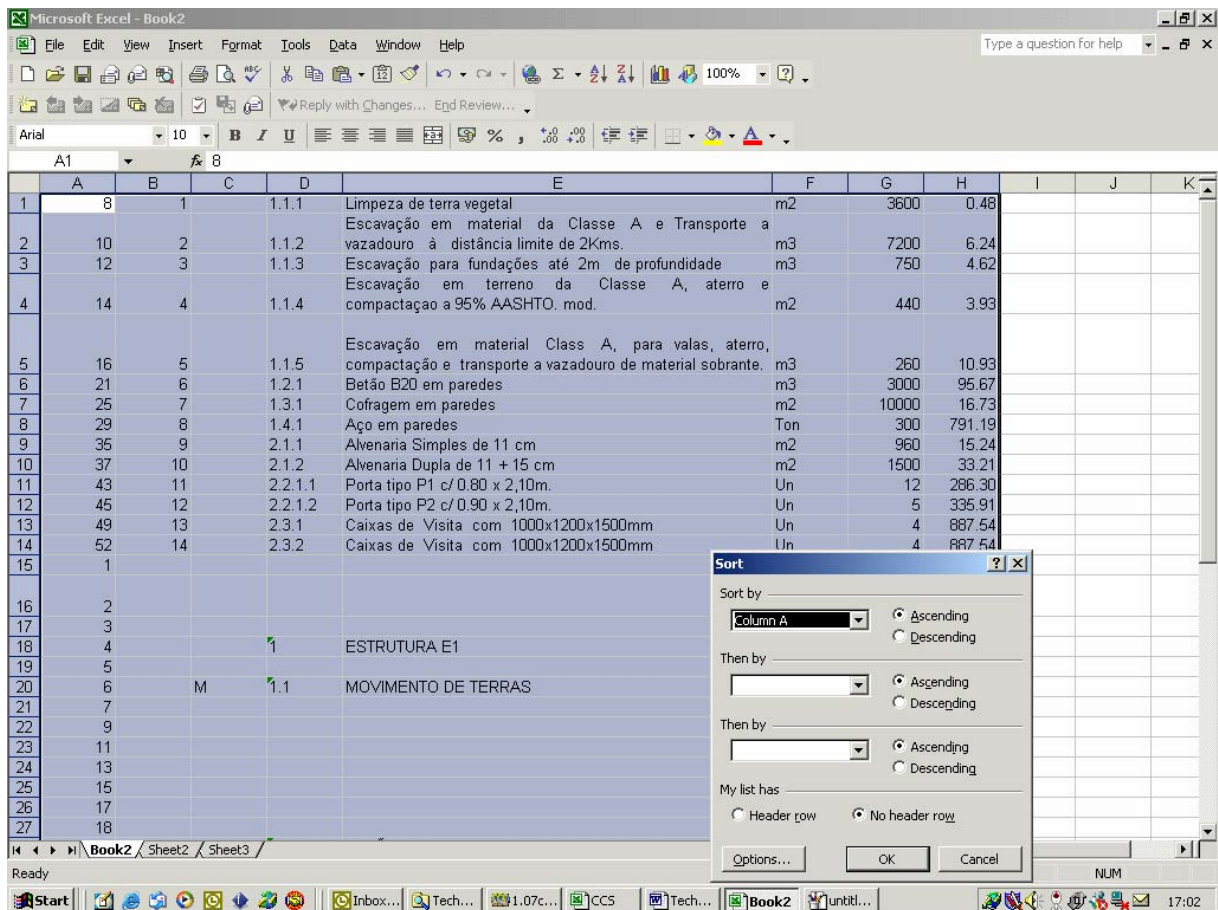 Microsoft Excel - Book2
File Edit View Insert Format Tools Data Window Help Type a question for help
100%
Reply with Changes... End Review...
Arial 10 B I U
A1 fx 8
A B C D E F G H I J K
1 8 1 1.1.1 Limpeza de terra vegetal m2 3600 0.48
Escavação em material da Classe A e Transporte a
2 10 2 1.1.2 vazadouro à distância limite de 2Kms. m3 7200 6.24
3 12 3 1.1.3 Escavação para fundações até 2m de profundidade m3 750 4.62
Escavação em terreno da Classe A, aterro e
4 14 4 1.1.4 compactaçao a 95% AASHTO. mod. m2 440 3.93
Escavação em material Class A, para valas, aterro,
5 16 5 1.1.5 compactação e transporte a vazadouro de material sobrante. m3 260 10.93
6 21 6 1.2.1 Betão B20 em paredes m3 3000 95.67
7 25 7 1.3.1 Cofragem em paredes m2 10000 16.73
8 29 8 1.4.1 Aço em paredes Ton 300 791.19
9 35 9 2.1.1 Alvenaria Simples de 11 cm m2 960 15.24
10 37 10 2.1.2 Alvenaria Dupla de 11 + 15 cm m2 1500 33.21
11 43 11 2.2.1.1 Porta tipo P1 c/ 0.80 x 2,10m. Un 12 286.30
12 45 12 2.2.1.2 Porta tipo P2 c/ 0.90 x 2,10m. Un 5 335.91
13 49 13 2.3.1 Caixas de Visita com 1000x1200x1500mm Un 4 887.54
14 52 14 2.3.2 Caixas de Visita com 1000x1200x1500mm Un 4 887.54
15 1
16 2
17 3
18 4 1 ESTRUTURA E1
19 5
20 6 M 1.1 MOVIMENTO DE TERRAS
21 7
22 9
23 11
24 13
25 15
26 17
27 18
Sort
Sort by
Column A
Ascending
Descending
Then by
Ascending
Descending
Then by
Ascending
Descending
My list has
Header row No header row
Options... OK Cancel
Book2 Sheet2 Sheet3
Ready NUM
Start Inbox... Tech... 1.07c... CCS Tech... Book2 untitl... 17:02